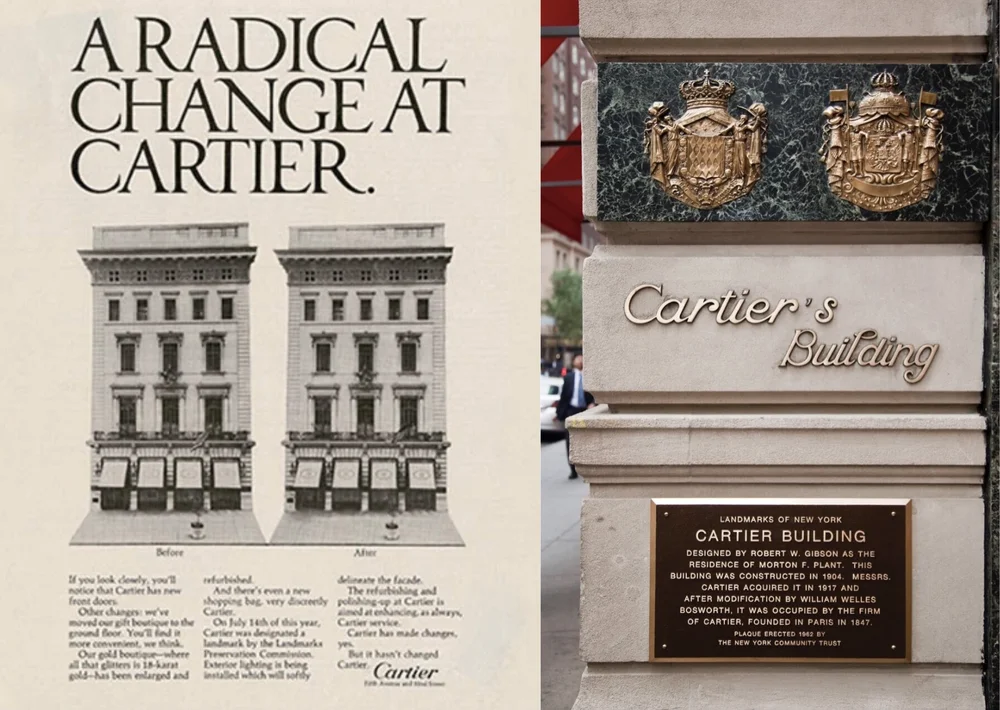 A RADICAL
CHANGE AT
CARTIER.
Before
After
If you look closely, you'll
notice that Cartier has new
front doors.
Other changes: we've
moved our gift boutique to the
ground floor. You'll find it
more convenient, we think.
Our gold boutique—where
all that glitters is 18-karat
gold—has been enlarged and
refurbished.
And there's even a new
shopping bag, very discreetly
Cartier.
On July 14th of this year,
Cartier was designated a
landmark by the Landmarks
Preservation Commission.
Exterior lighting is being
installed which will softly
delineate the facade.
The refurbishing and
polishing-up at Cartier is
aimed at enhancing, as always,
Cartier service.
Cartier has made changes,
yes.
But it hasn't changed
Cartier.
Cartier
Fifth Avenue and 52nd Street
Cartier's
Building
LANDMARKS OF NEW YORK
CARTIER BUILDING
DESIGNED BY ROBERT W. GIBSON AS THE
RESIDENCE OF MORTON F. PLANT. THIS
BUILDING WAS CONSTRUCTED IN 1904. MESSRS.
CARTIER ACQUIRED IT IN 1917 AND
AFTER MODIFICATION BY WILLIAM WELLES
BOSWORTH, IT WAS OCCUPIED BY THE FIRM
OF CARTIER, FOUNDED IN PARIS IN 1847.
PLAQUE ERECTED 1962 BY
THE NEW YORK COMMUNITY TRUST